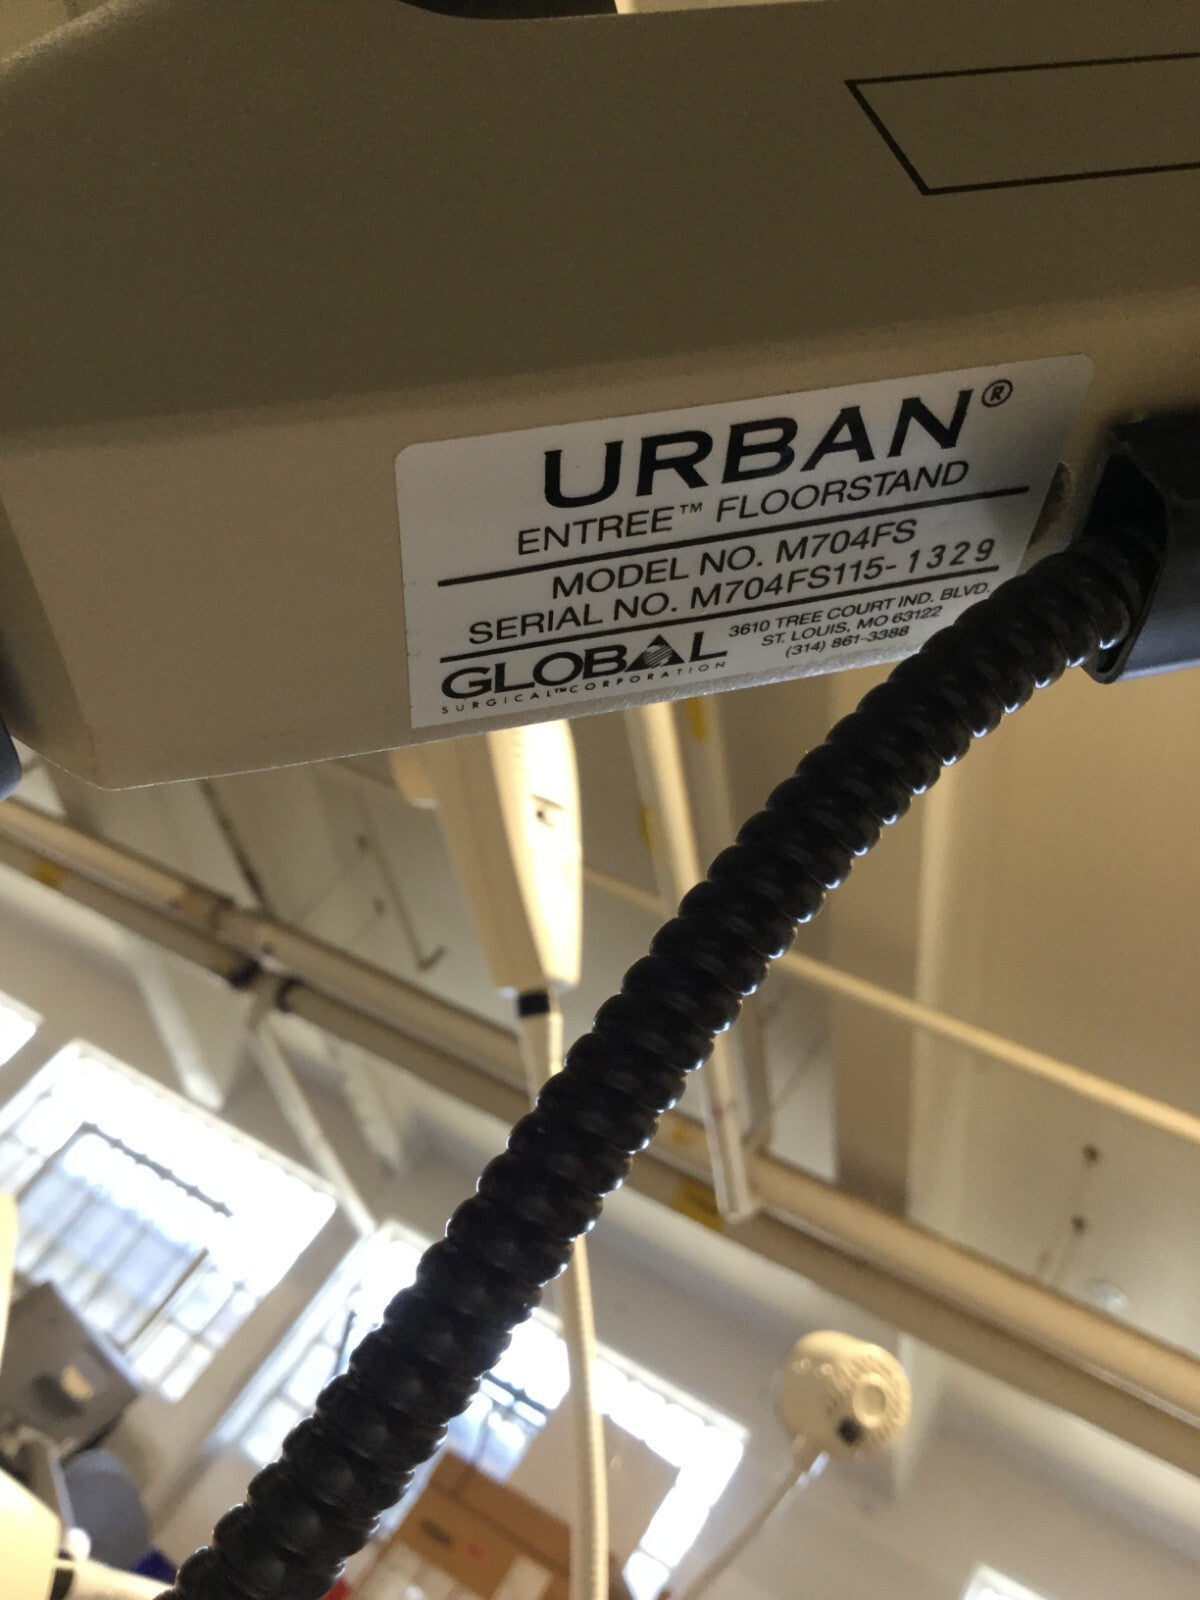 URBAN®
ENTREE™ FLOORSTAND
MODEL NO. M704FS
SERIAL NO. M704FS115-1329
GLOBAL
SURGICAL™CORPORATION
3610 TREE COURT IND. BLVD.
ST. LOUIS, MO 63122
(314) 861-3388